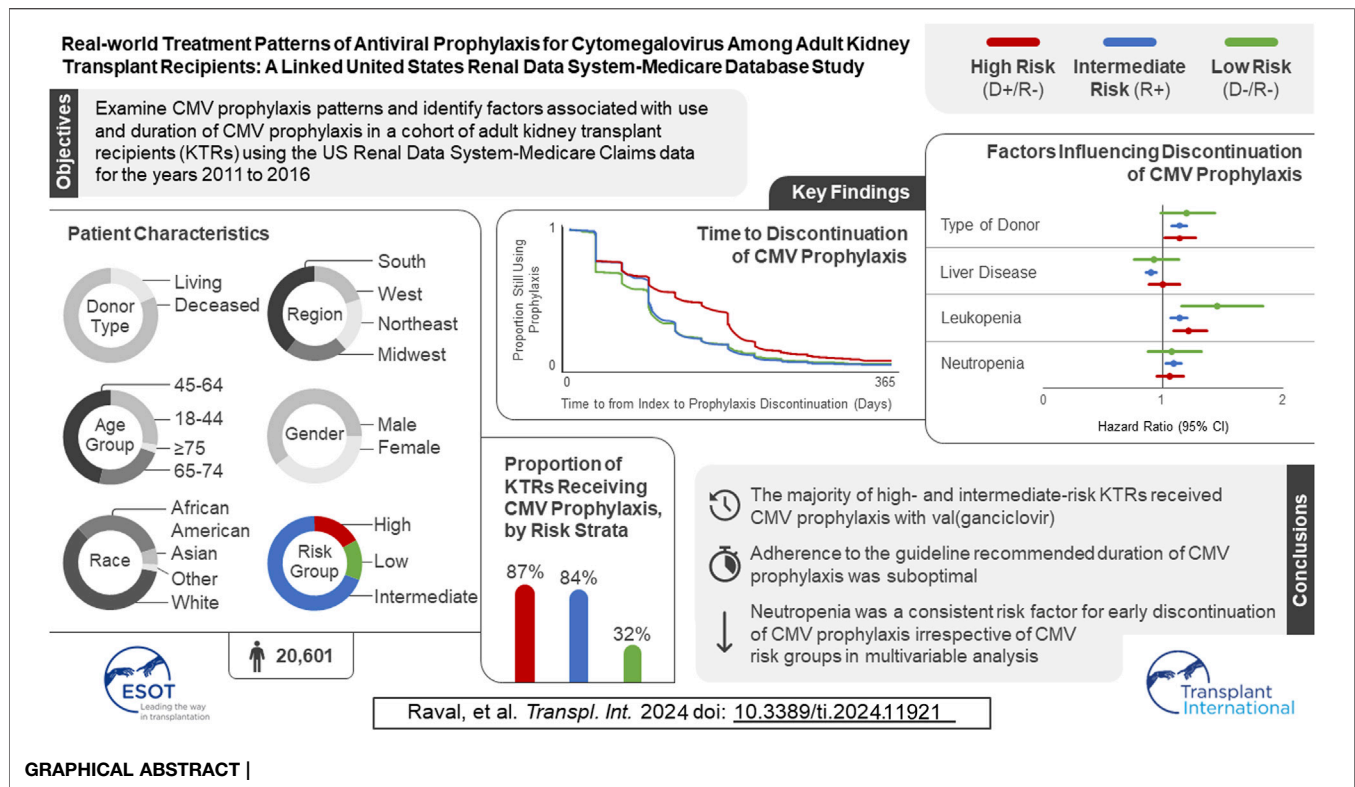 Real-world Treatment Patterns of Antiviral Prophylaxis for Cytomegalovirus Among Adult Kidney
Transplant Recipients: A Linked United States Renal Data System-Medicare Database Study
High Risk
(D+/R-)
Intermediate
Risk (R+)
Low Risk
(D-/R-)
Objectives
Examine CMV prophylaxis patterns and identify factors associated with use
and duration of CMV prophylaxis in a cohort of adult kidney transplant
recipients (KTRs) using the US Renal Data System-Medicare Claims data
for the years 2011 to 2016
Key Findings
Patient Characteristics
Donor
Type
Living
Deceased
Region
South
West
Northeast
Midwest
Age
Group
45-64
18-44
≥75
65-74
Gender
Male
Female
Race
African
American
Asian
Other
White
Risk
Group
High
Low
Intermediate
20,601
Time to Discontinuation
of CMV Prophylaxis
Proportion Still Using
Prophylaxis
1
0
0
365
Time to from Index to Prophylaxis Discontinuation (Days)
Factors Influencing Discontinuation
of CMV Prophylaxis
Type of Donor
Liver Disease
Leukopenia
Neutropenia
0
1
2
Hazard Ratio (95% CI)
Proportion of
KTRs Receiving
CMV Prophylaxis,
by Risk Strata
87%
84%
32%
The majority of high- and intermediate-risk KTRs received
CMV prophylaxis with val(ganciclovir)
Adherence to the guideline recommended duration of CMV
prophylaxis was suboptimal
Neutropenia was a consistent risk factor for early discontinuation
of CMV prophylaxis irrespective of CMV
risk groups in multivariable analysis
Conclusions
ESOT
Leading the way
in transplantation
Raval, et al. Transpl. Int. 2024 doi: 10.3389/ti.2024.11921
Transplant
International
GRAPHICAL ABSTRACT |